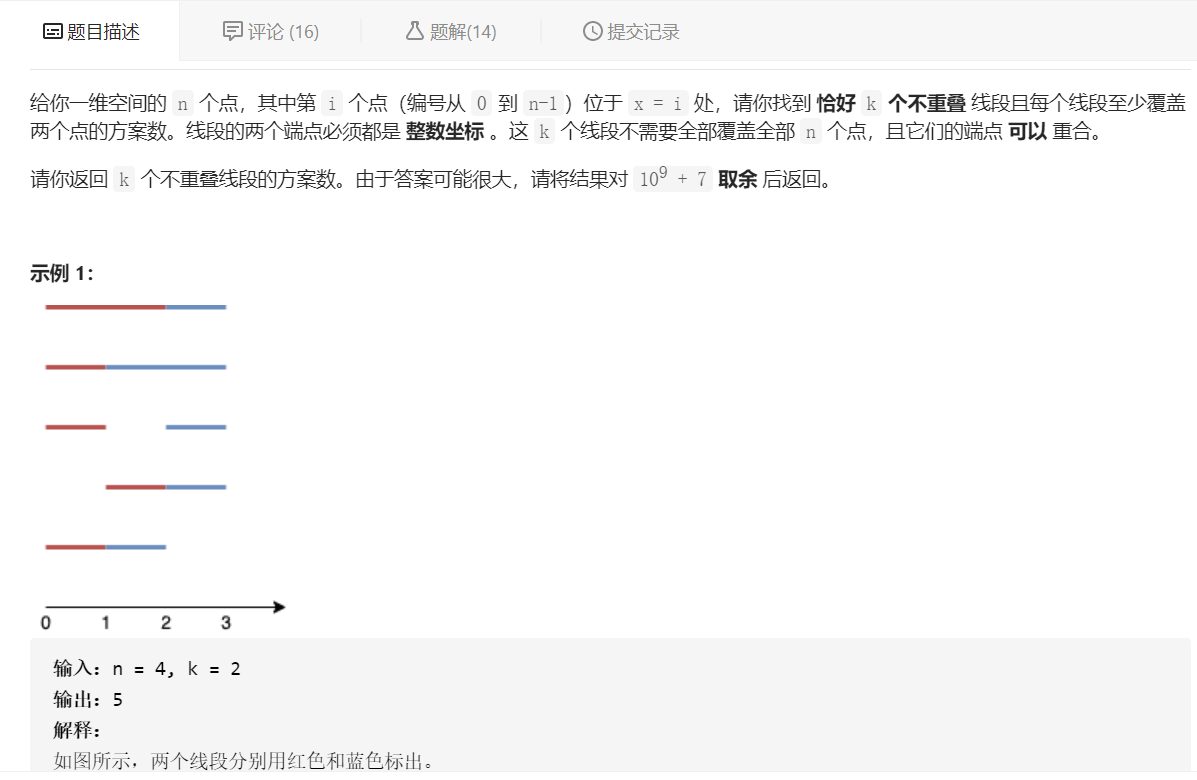 题目描述 评论 (16) 题解(14) 提交记录
给你一维空间的 n 个点，其中第 i 个点（编号从 0 到 n-1）位于 x = i 处，请你找到 恰好 k 个不重叠 线段且每个线段至少覆盖
两个点的方案数。线段的两个端点必须都是 整数坐标 。这 k 个线段不需要全部覆盖全部 n 个点，且它们的端点 可以 重合。
请你返回 k 个不重叠线段的方案数。由于答案可能很大，请将结果对 10⁹ + 7 取余 后返回。
示例 1：
0 1 2 3
输入：n = 4, k = 2
输出：5
解释：
如图所示，两个线段分别用红色和蓝色标出。